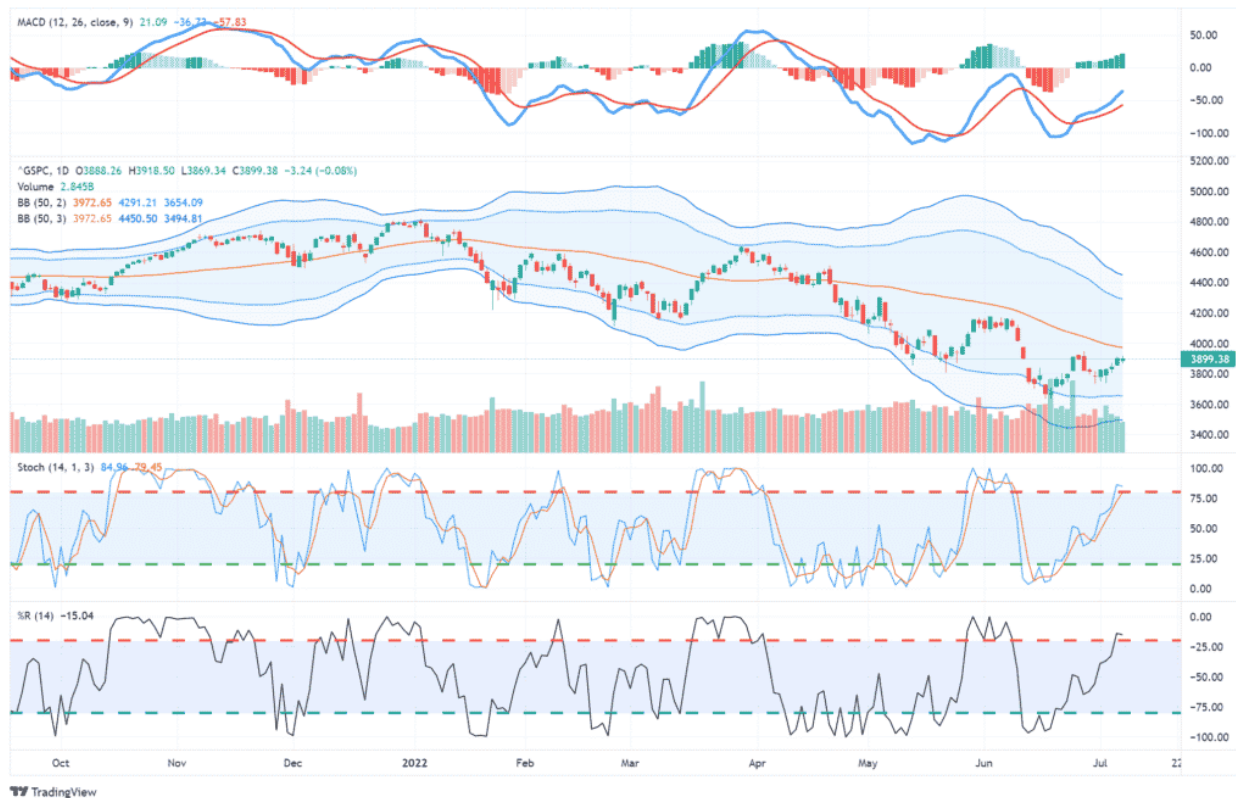 MACD (12, 26, close, 9) 21.09 −36.73 −57.83
50.00
0.00
−50.00
−100.00
^GSPC, 1D O3888.26 H3918.50 L3869.34 C3899.38 −3.24 (−0.08%)
Volume 2.845B
BB (50, 2) 3972.65 4291.21 3654.09
BB (50, 3) 3972.65 4450.50 3494.81
5200.00
5000.00
4800.00
4600.00
4400.00
4200.00
4000.00
3899.38
3800.00
3600.00
3400.00
Stoch (14, 1, 3) 84.96 79.45
100.00
75.00
50.00
25.00
0.00
%R (14) −15.04
0.00
−25.00
−50.00
−75.00
−100.00
Oct Nov Dec 2022 Feb Mar Apr May Jun Jul 22
TradingView